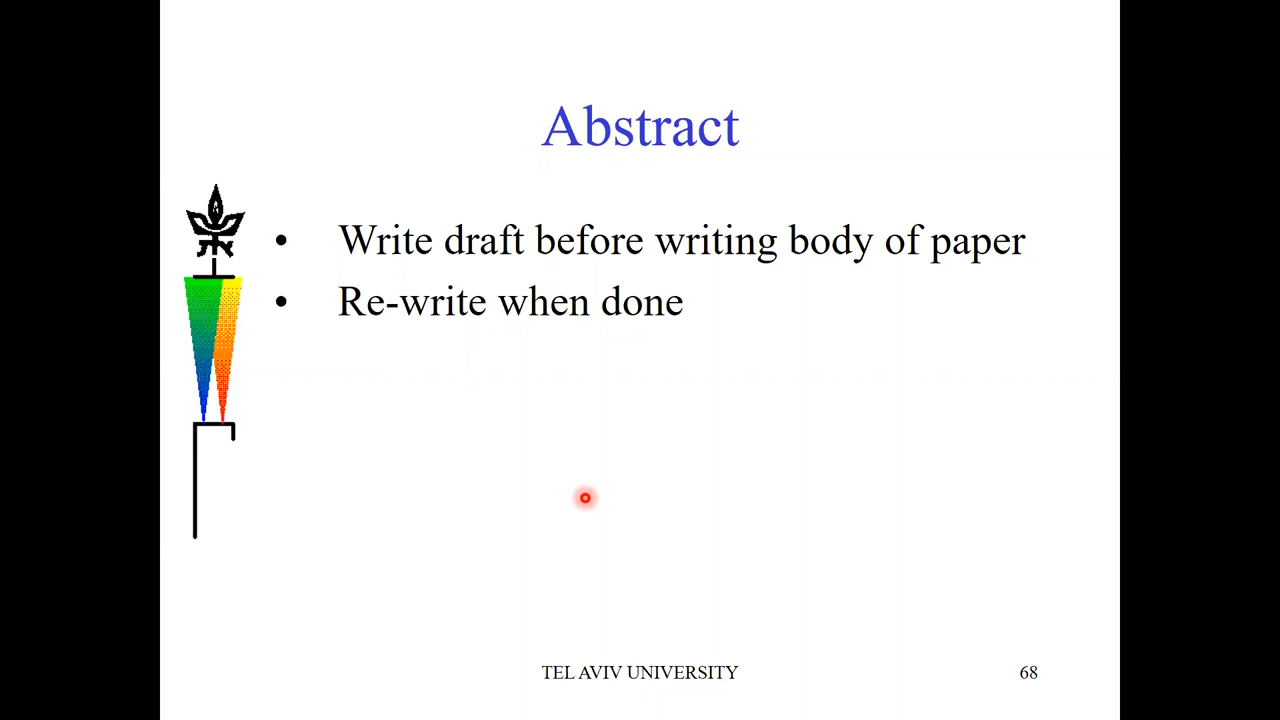 Abstract
• Write draft before writing body of paper
• Re-write when done
TEL AVIV UNIVERSITY
68